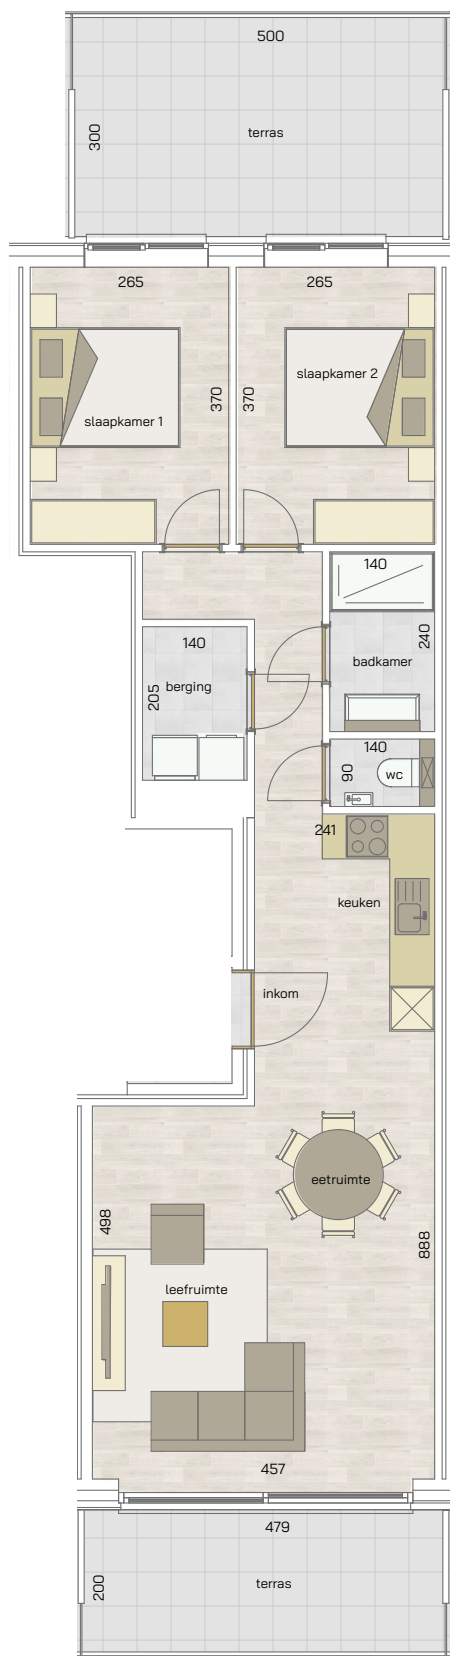 500
300
terras
265
265
slaapkamer 1
370
370
slaapkamer 2
140
240
badkamer
140
205
berging
140
90
wc
241
keuken
inkom
eetruimte
498
888
leefruimte
457
479
200
terras